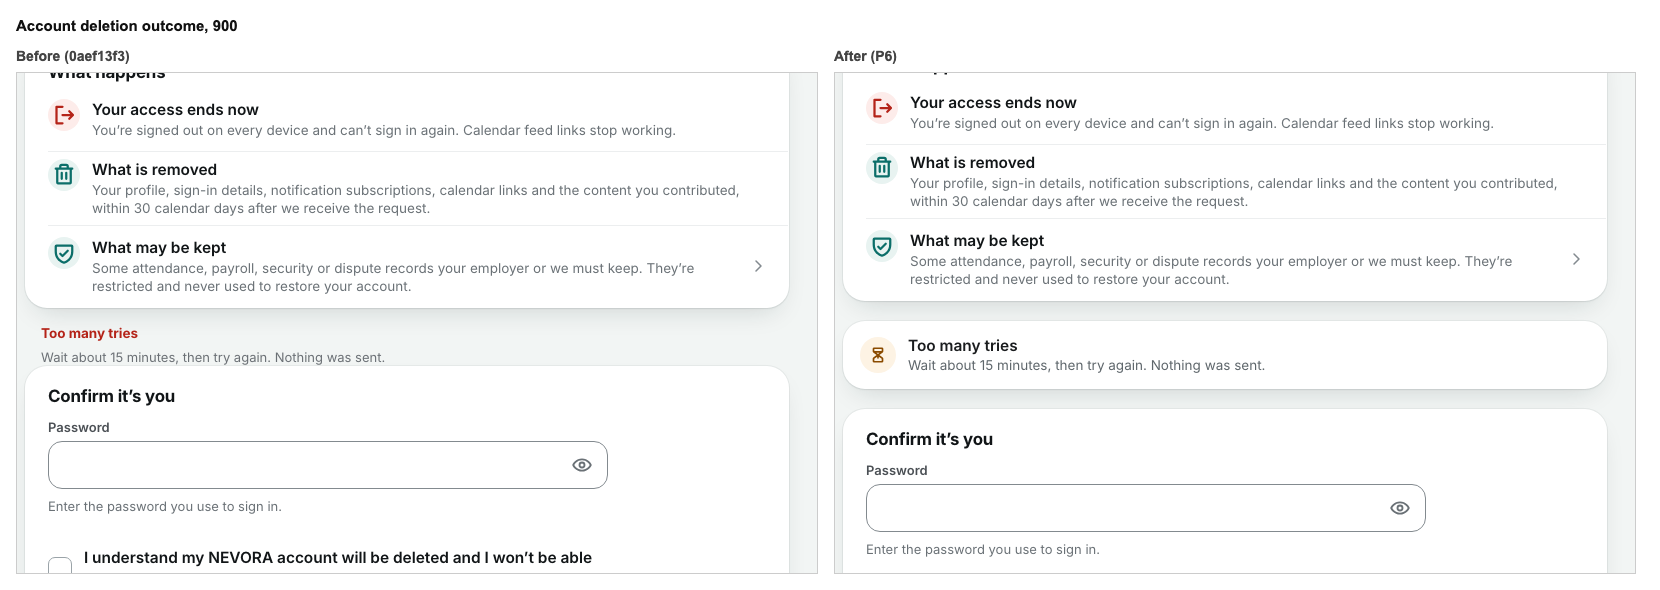 Account deletion outcome, 900
Before (0aef13f3)
What happens
Your access ends now
You’re signed out on every device and can’t sign in again. Calendar feed links stop working.
What is removed
Your profile, sign-in details, notification subscriptions, calendar links and the content you contributed,
within 30 calendar days after we receive the request.
What may be kept
Some attendance, payroll, security or dispute records your employer or we must keep. They’re
restricted and never used to restore your account.
Too many tries
Wait about 15 minutes, then try again. Nothing was sent.
Confirm it’s you
Password
Enter the password you use to sign in.
I understand my NEVORA account will be deleted and I won’t be able
After (P6)
Your access ends now
You’re signed out on every device and can’t sign in again. Calendar feed links stop working.
What is removed
Your profile, sign-in details, notification subscriptions, calendar links and the content you contributed,
within 30 calendar days after we receive the request.
What may be kept
Some attendance, payroll, security or dispute records your employer or we must keep. They’re
restricted and never used to restore your account.
Too many tries
Wait about 15 minutes, then try again. Nothing was sent.
Confirm it’s you
Password
Enter the password you use to sign in.